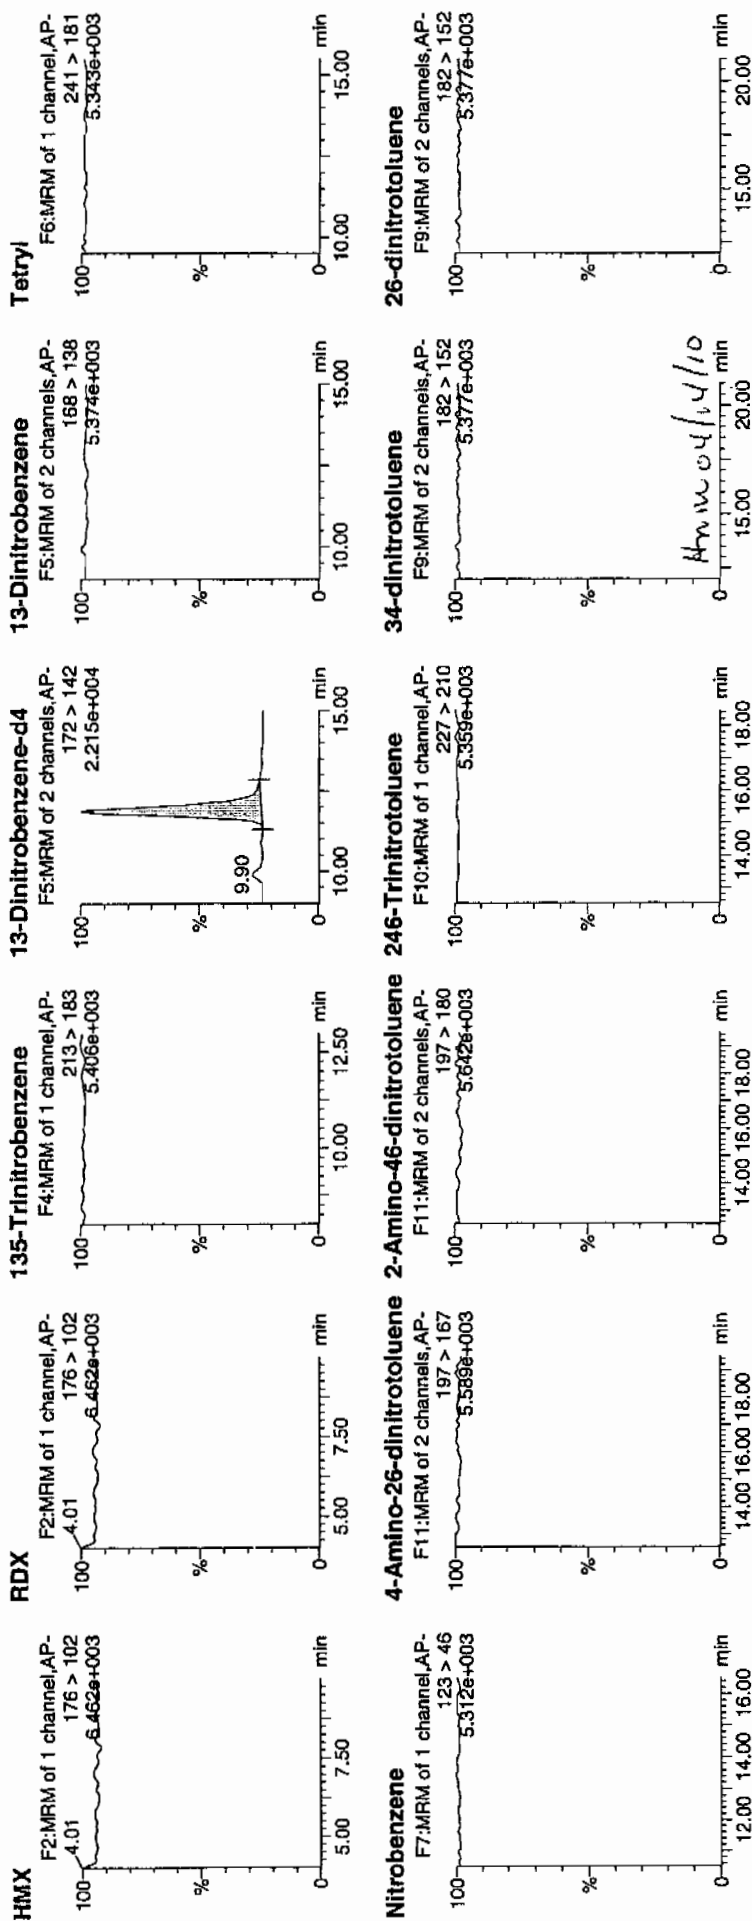 HMX
F2:MRM of 1 channel,AP-
176 > 102
6.462e+003
4.01
100
%
0
5.00
7.50
min
RDX
F2:MRM of 1 channel,AP-
176 > 102
6.462e+003
4.01
100
%
0
5.00
7.50
min
135-Trinitrobenzene
F4:MRM of 1 channel,AP-
213 > 183
5.406e+003
100
%
0
10.00
12.50
min
13-Dinitrobenzene-d4
F5:MRM of 2 channels,AP-
172 > 142
2.215e+004
100
9.90
%
0
10.00
15.00
min
13-Dinitrobenzene
F5:MRM of 2 channels,AP-
168 > 138
5.374e+003
100
%
0
10.00
15.00
min
Tetryl
F6:MRM of 1 channel,AP-
241 > 181
5.343e+003
100
%
0
10.00
15.00
min
Nitrobenzene
F7:MRM of 1 channel,AP-
123 > 46
5.312e+003
100
%
0
12.00
14.00
16.00
min
4-Amino-26-dinitrotoluene
F11:MRM of 2 channels,AP-
197 > 167
5.589e+003
100
%
0
14.00
16.00
18.00
min
2-Amino-46-dinitrotoluene
F11:MRM of 2 channels,AP-
197 > 180
5.642e+003
100
%
0
14.00
16.00
18.00
min
246-Trinitrotoluene
F10:MRM of 1 channel,AP-
227 > 210
5.359e+003
100
%
0
14.00
16.00
18.00
min
34-dinitrotoluene
F9:MRM of 2 channels,AP-
182 > 152
5.377e+003
100
%
0
15.00
20.00
min
04/14/10
26-dinitrotoluene
F9:MRM of 2 channels,AP-
182 > 152
5.377e+003
100
%
0
15.00
20.00
min